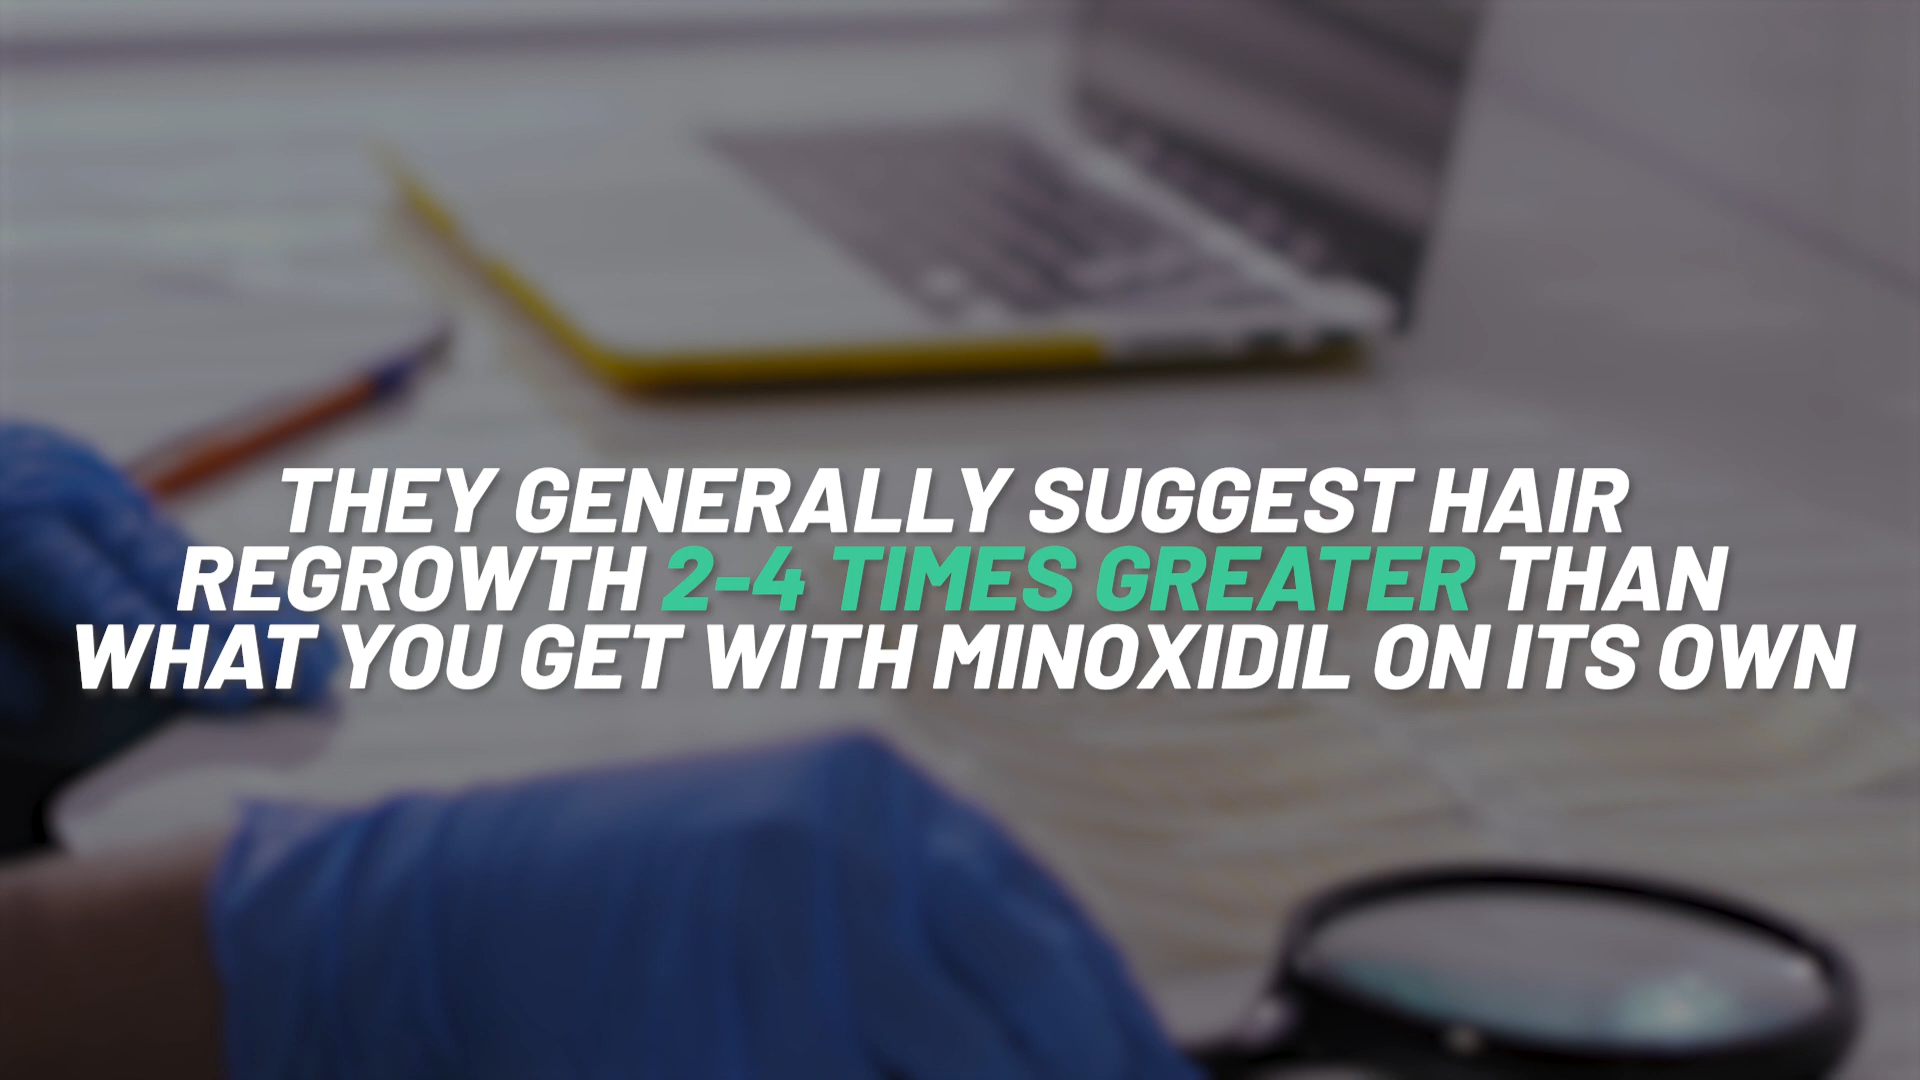 THEY GENERALLY SUGGEST HAIR
REGROWTH 2-4 TIMES GREATER THAN
WHAT YOU GET WITH MINOXIDIL ON ITS OWN